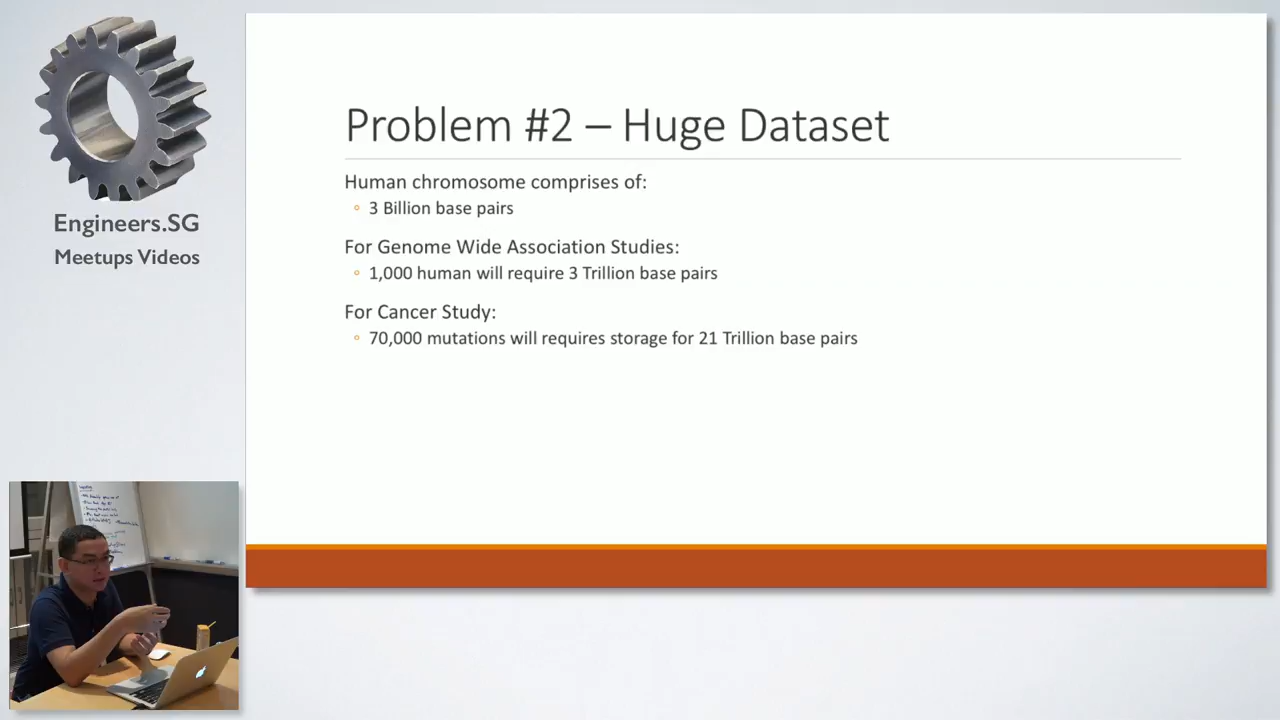 Engineers.SG
Meetups Videos
Problem #2 – Huge Dataset
Human chromosome comprises of:
◦ 3 Billion base pairs
For Genome Wide Association Studies:
◦ 1,000 human will require 3 Trillion base pairs
For Cancer Study:
◦ 70,000 mutations will requires storage for 21 Trillion base pairs